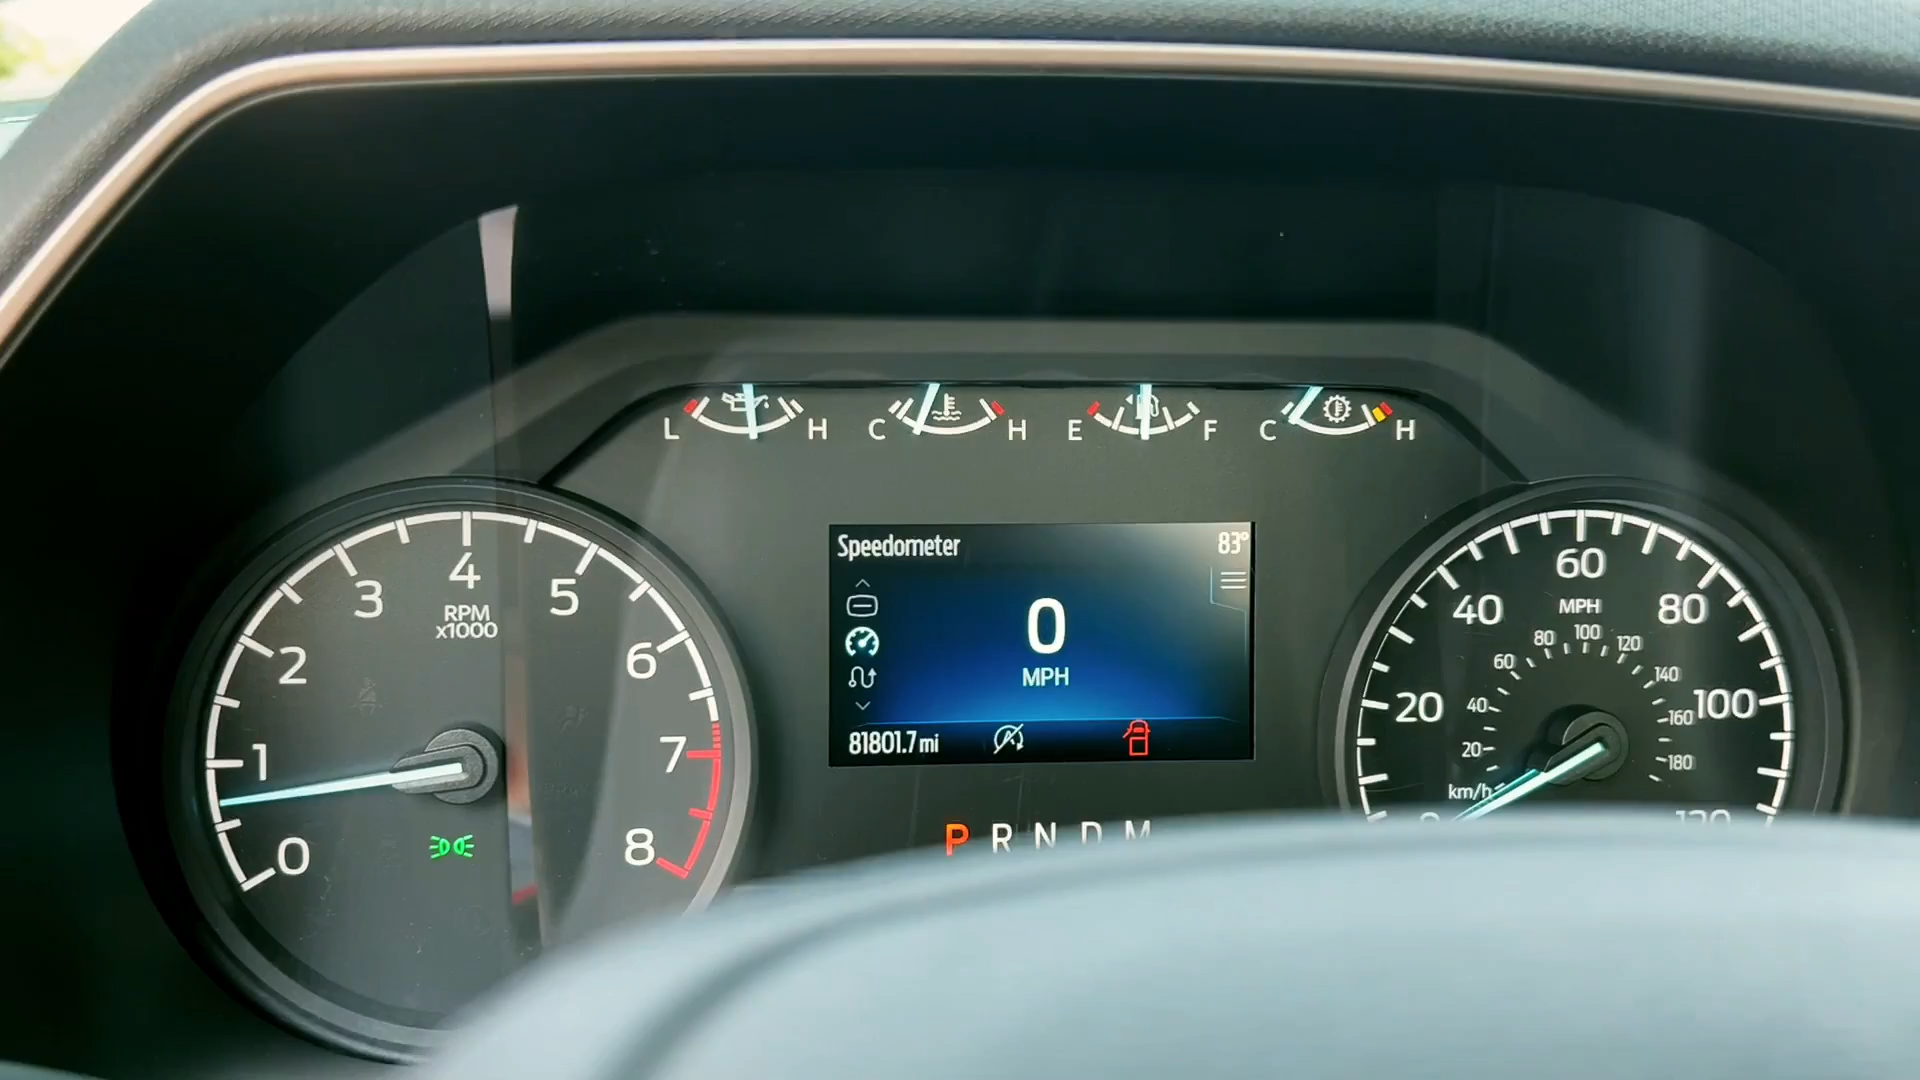 L H C H E F C H
Speedometer 83°
0
MPH
81801.7 mi
P R N D M
0 1 2 3 4 5 6 7 8
RPM
x1000
20 40 60 80 100 120
MPH
20 40 60 80 100 120 140 160 180
km/h